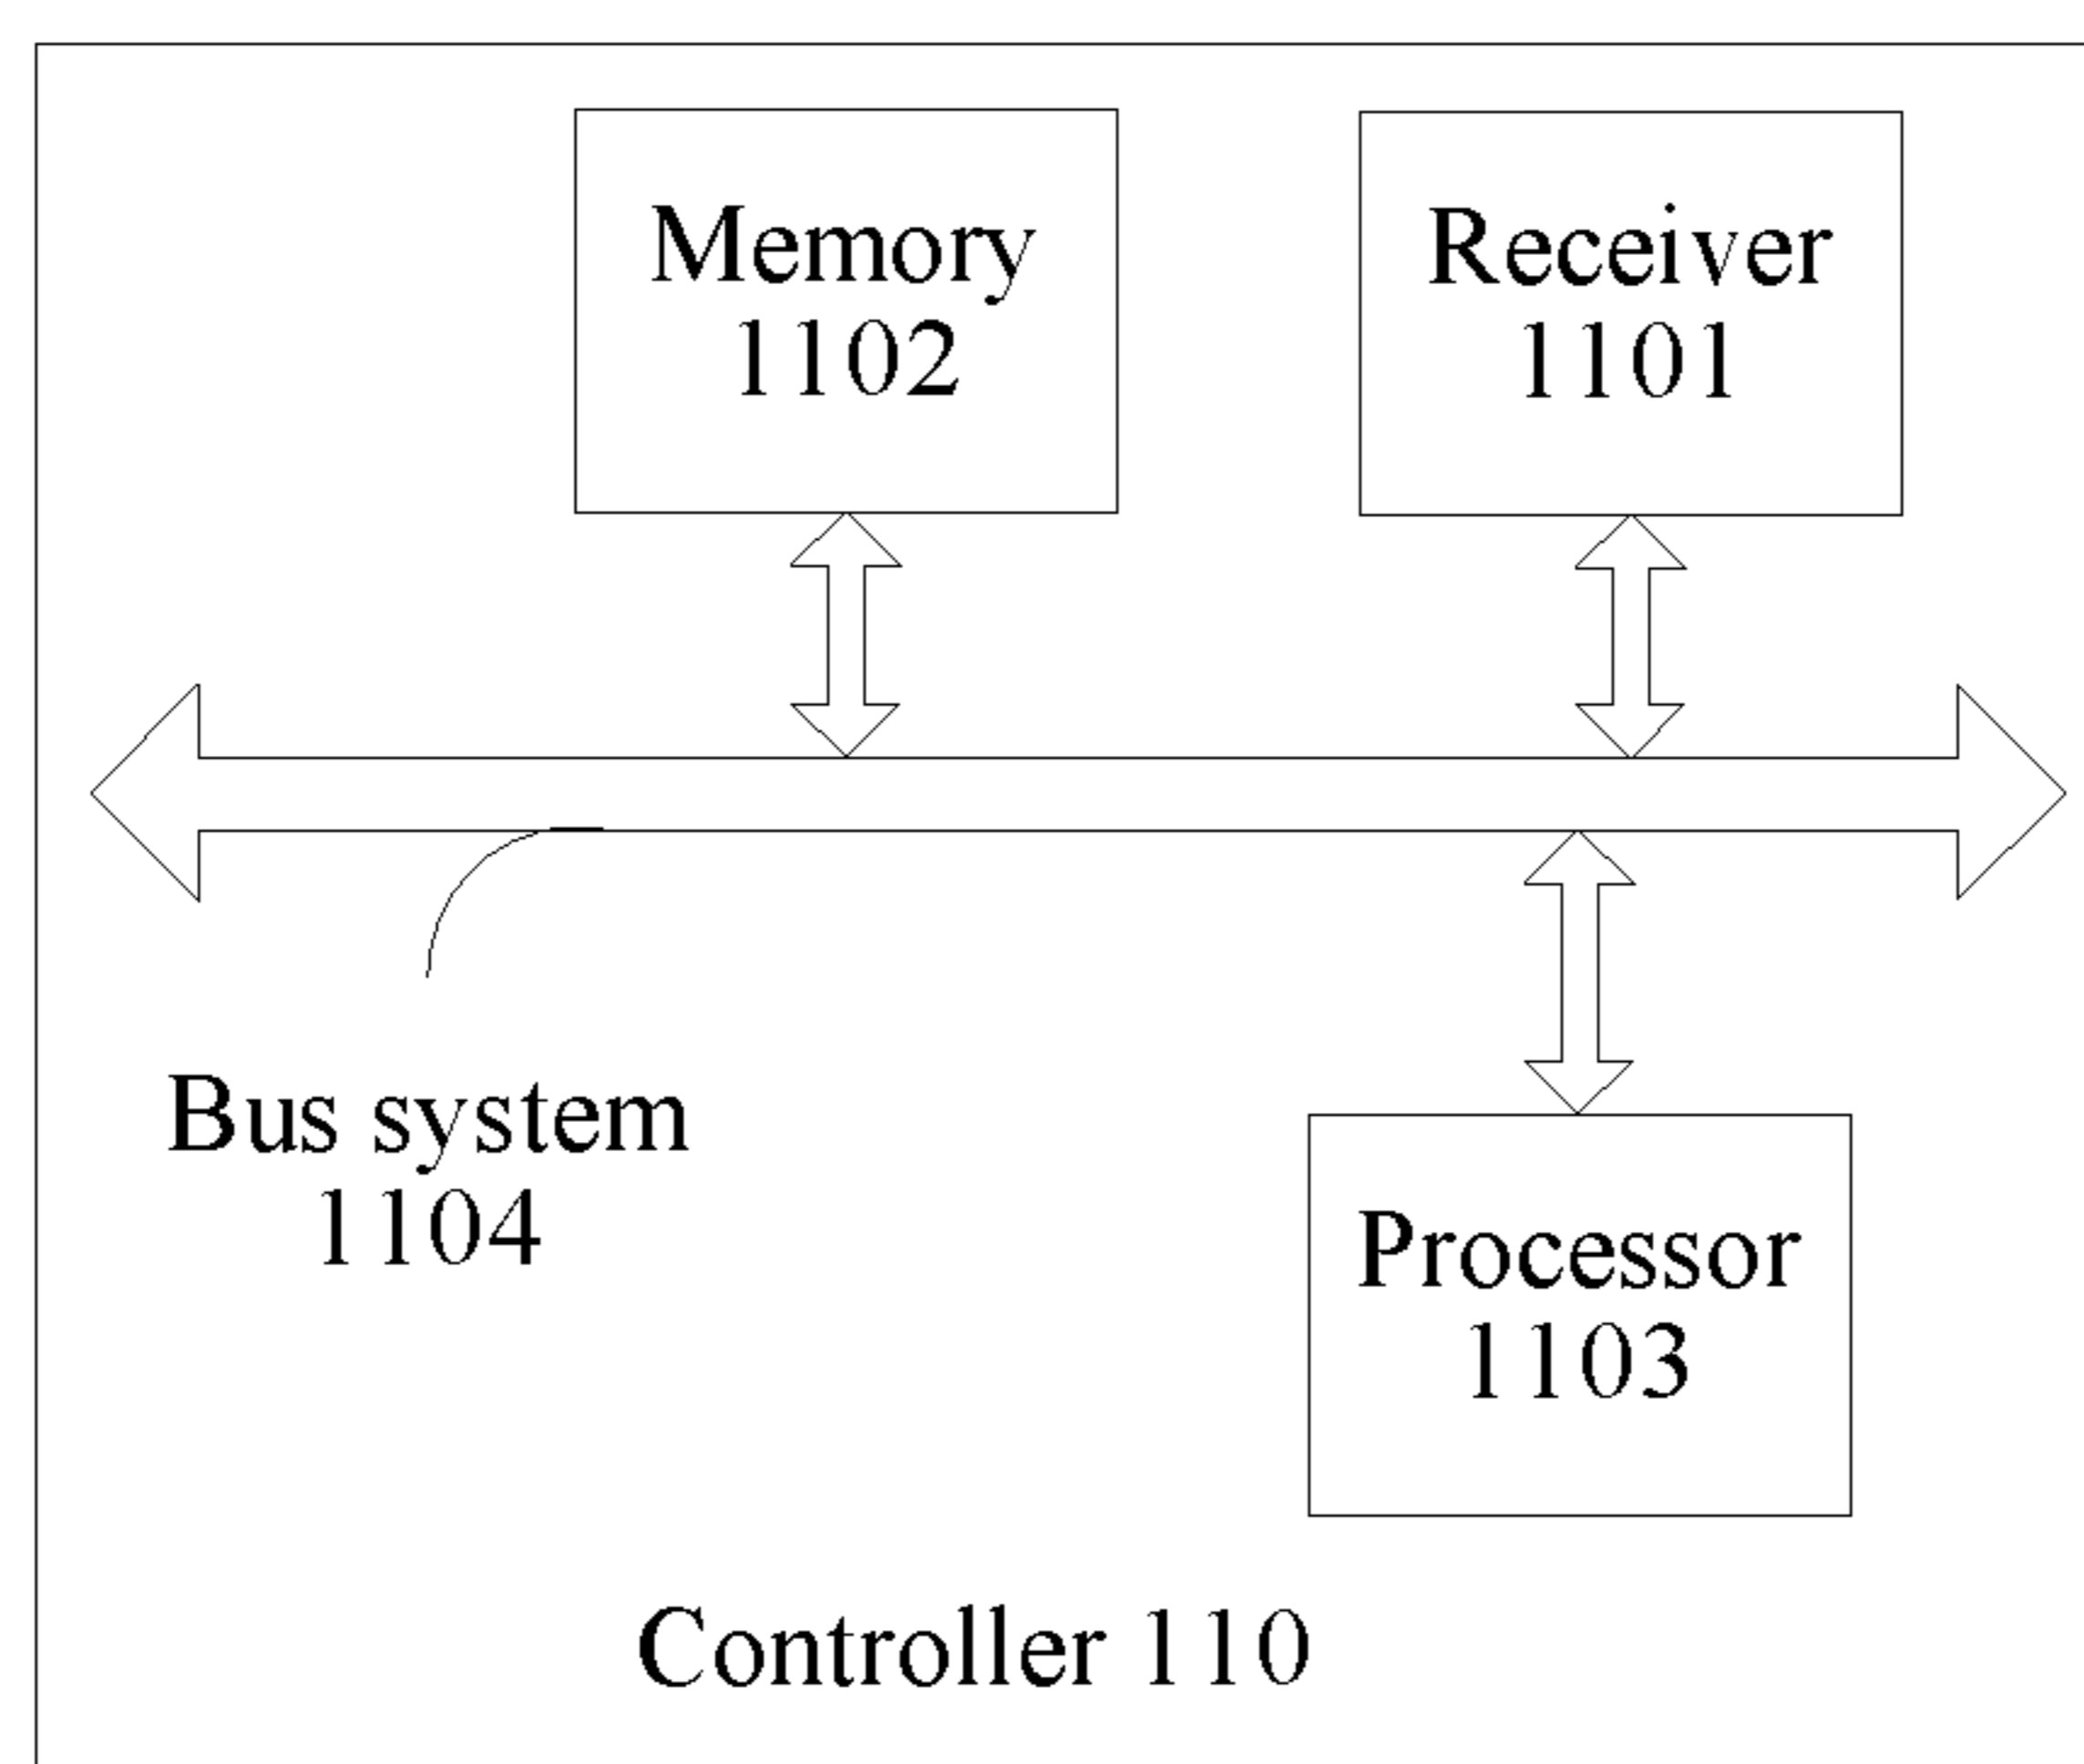 Memory
1102
Receiver
1101
Bus system
1104
Processor
1103
Controller 110